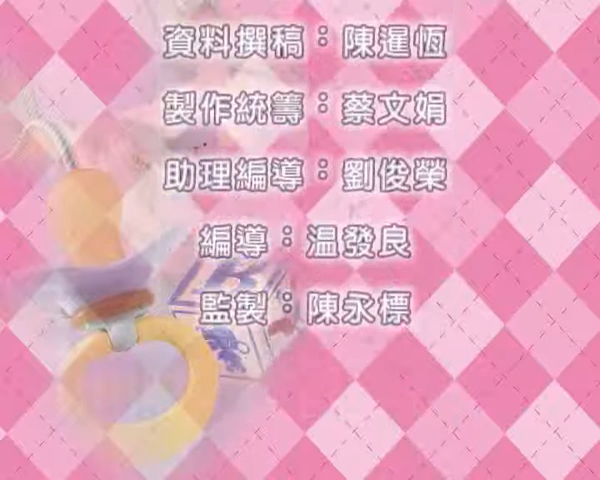 資料撰稿：陳暹恆
製作統籌：蔡文娟
助理編導：劉俊榮
編導：温發良
監製：陳永標